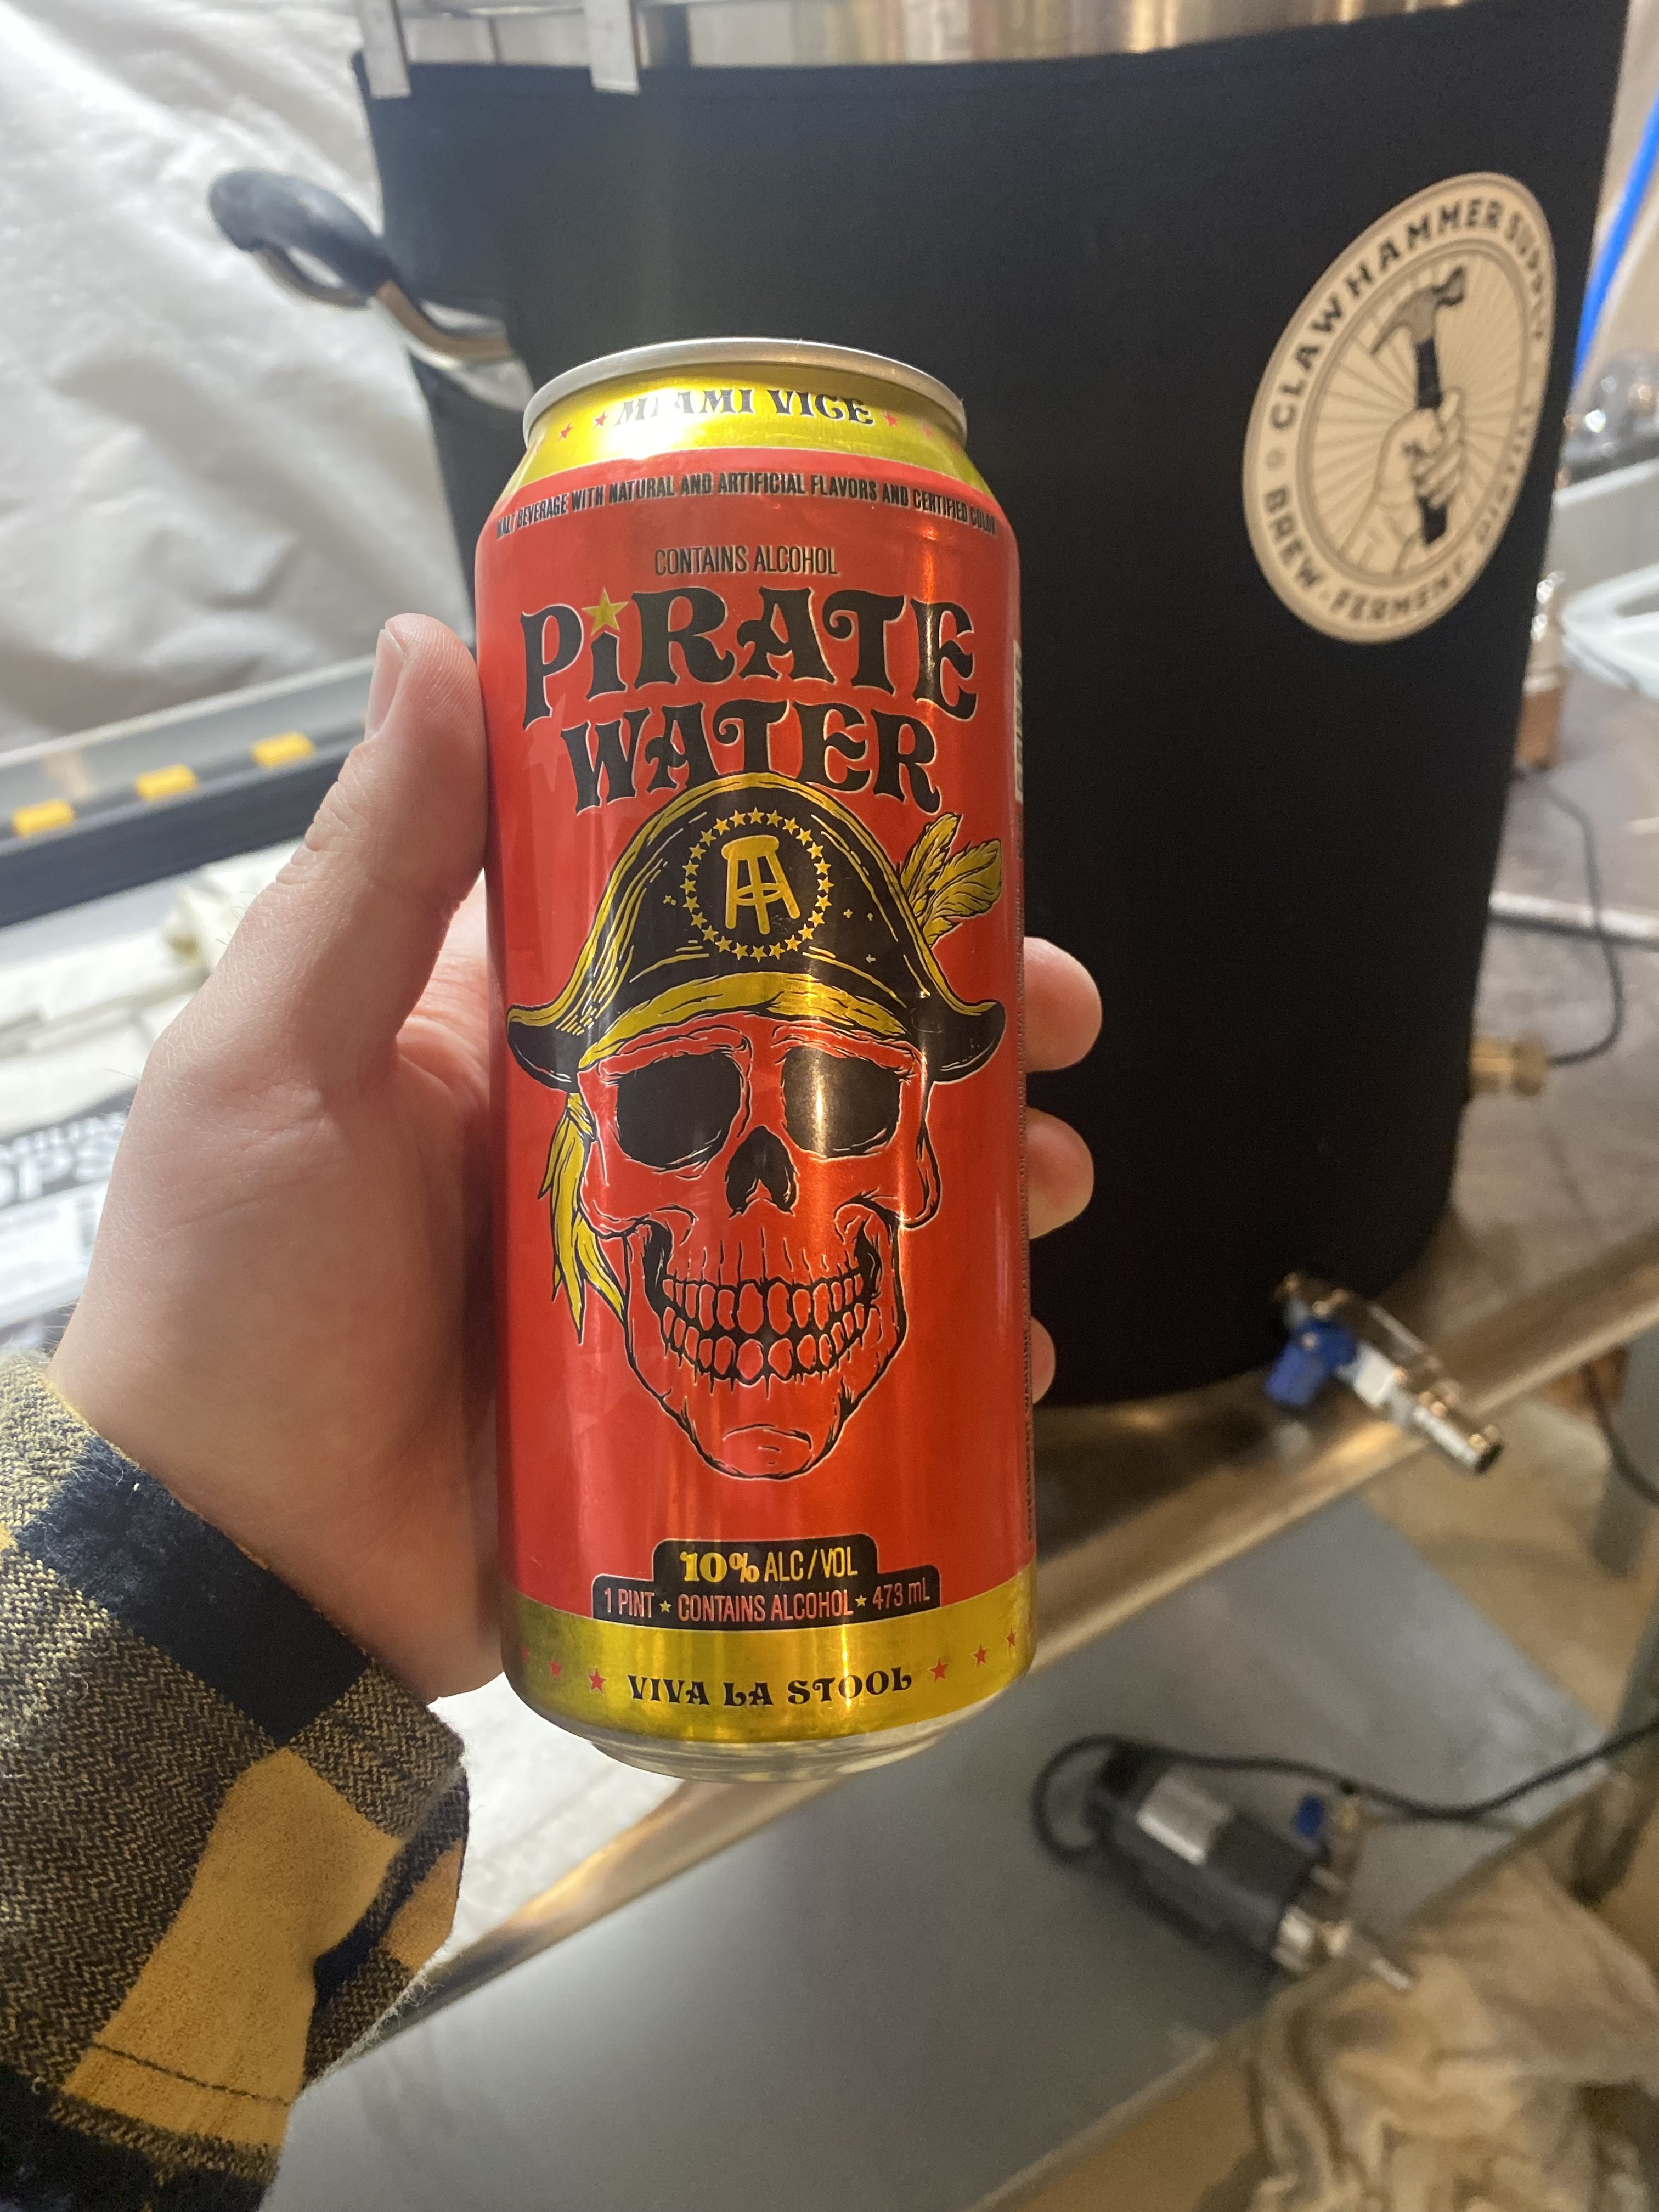 MIAMI VICE
MALT BEVERAGE WITH NATURAL AND ARTIFICIAL FLAVORS AND CERTIFIED COLOR
CONTAINS ALCOHOL
PiRATE
WATER
10% ALC/VOL
1 PINT ★ CONTAINS ALCOHOL ★ 473 mL
VIVA LA STOOL
CLAWHAMMER SUPPLY
BREW · FERMENT · DISTILL
OPS